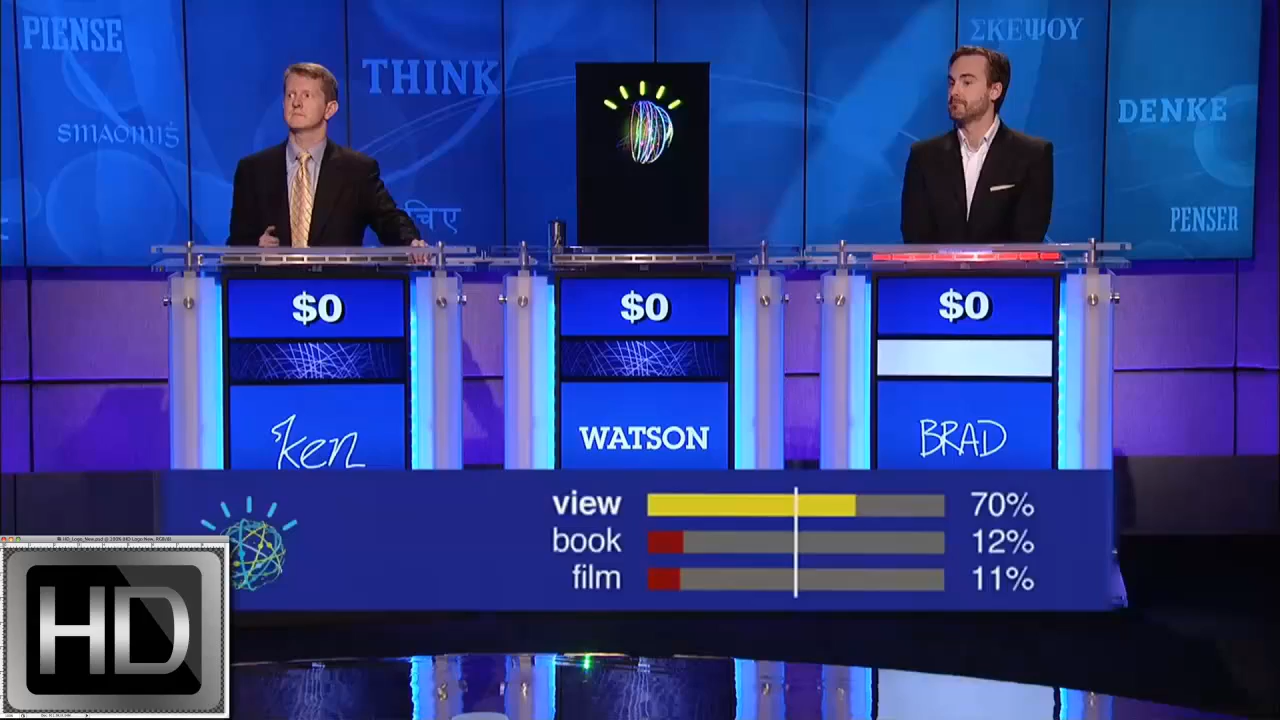 PIENSE
THINK
ΣΚΕΨΟΥ
DENKE
PENSER
$0
$0
$0
Ken
WATSON
BRAD
view 70%
book 12%
film 11%
HD